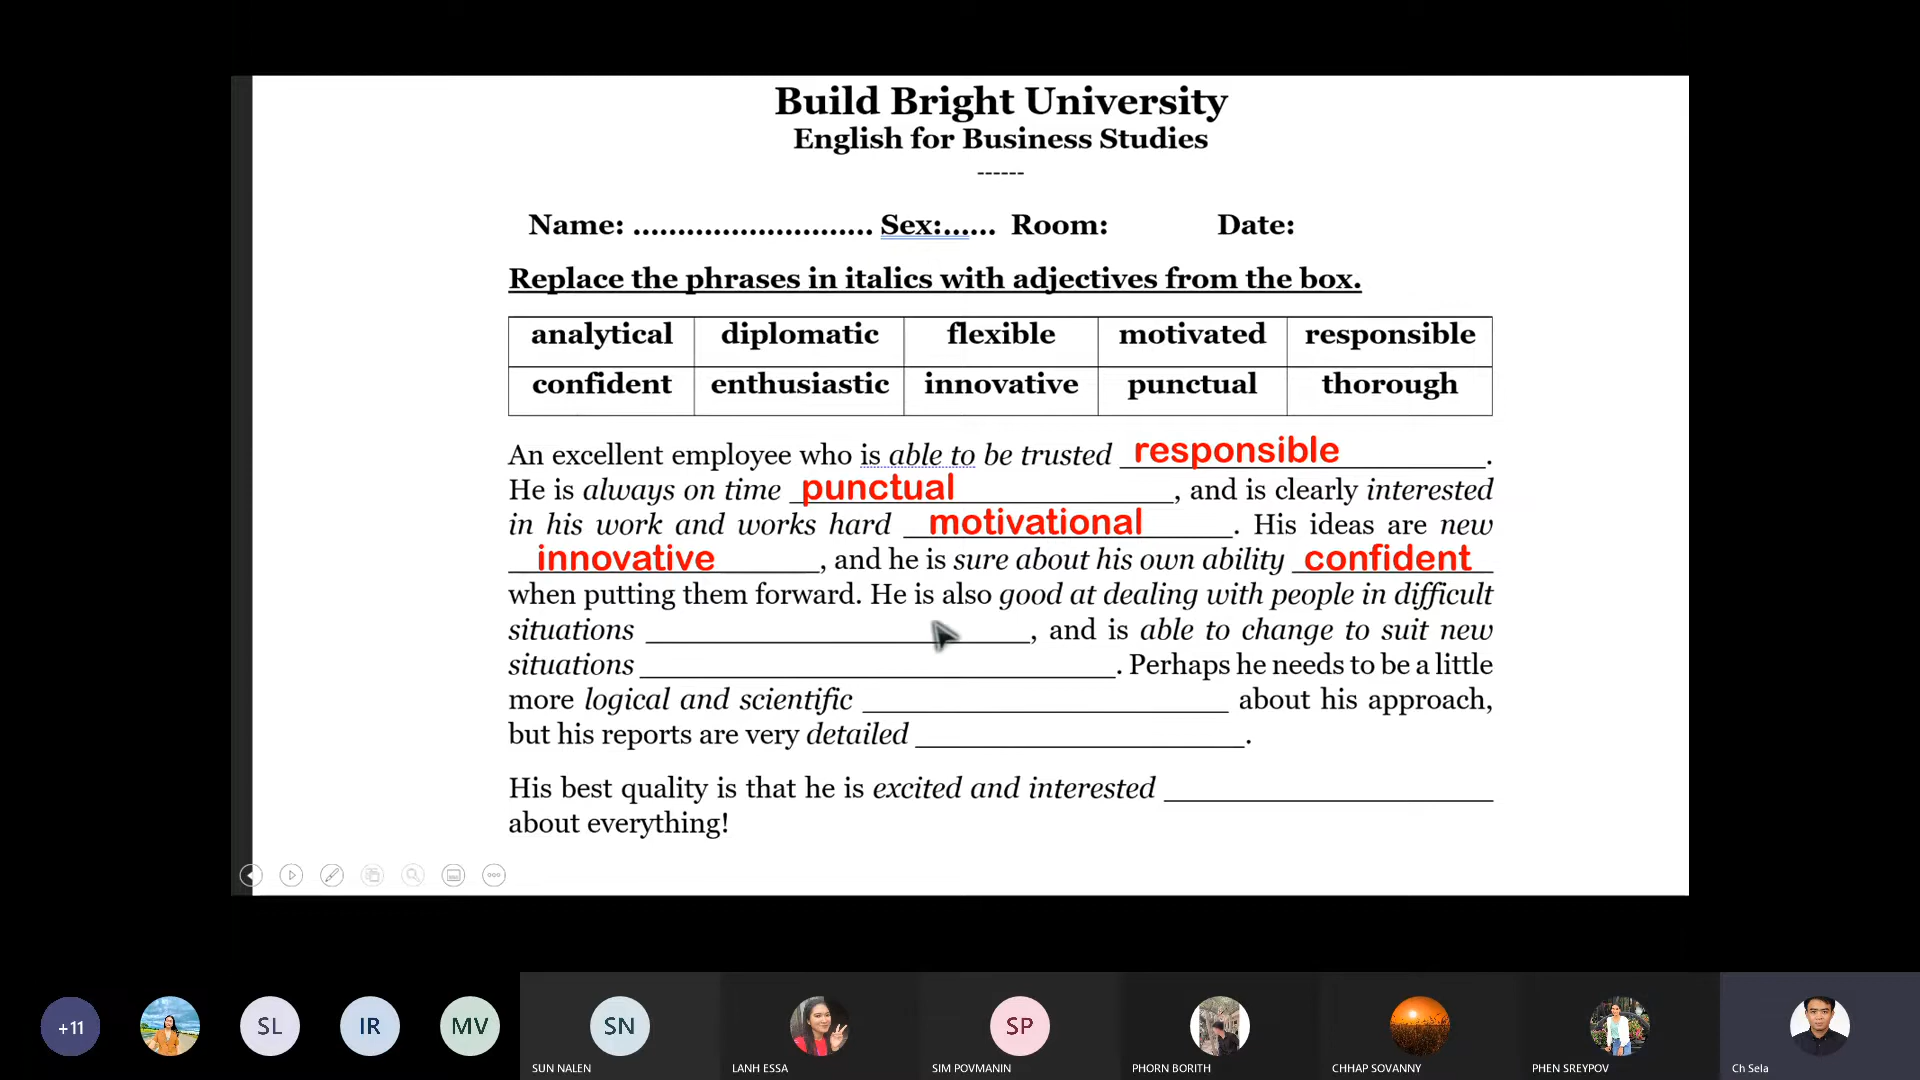 Build Bright University
English for Business Studies
------
Name: ........................... Sex:...... Room: Date:
Replace the phrases in italics with adjectives from the box.
analytical diplomatic flexible motivated responsible
confident enthusiastic innovative punctual thorough
An excellent employee who is able to be trusted responsible.
He is always on time punctual, and is clearly interested
in his work and works hard motivational. His ideas are new
innovative, and he is sure about his own ability confident
when putting them forward. He is also good at dealing with people in difficult
situations ____________________, and is able to change to suit new
situations ____________________. Perhaps he needs to be a little
more logical and scientific ____________________ about his approach,
but his reports are very detailed ____________________.
His best quality is that he is excited and interested ____________________
about everything!
+11 SL IR MV SN SP
SUN NALEN LANH ESSA SIM POVMANIN PHORN BORITH CHHAP SOVANNY PHEN SREYPOV Ch Sela